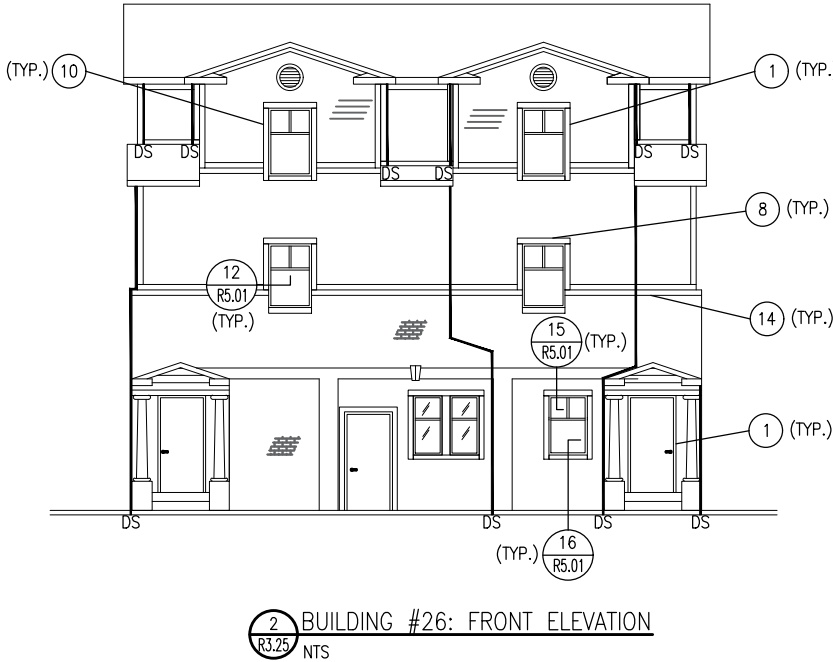 (TYP.) 10
1 (TYP.
DS DS DS DS DS DS
8 (TYP.)
12
R5.01
(TYP.)
14 (TYP.)
15
R5.01
(TYP.)
1 (TYP.)
DS DS DS DS
(TYP.) 16
R5.01
2
R3.25
BUILDING #26: FRONT ELEVATION
NTS